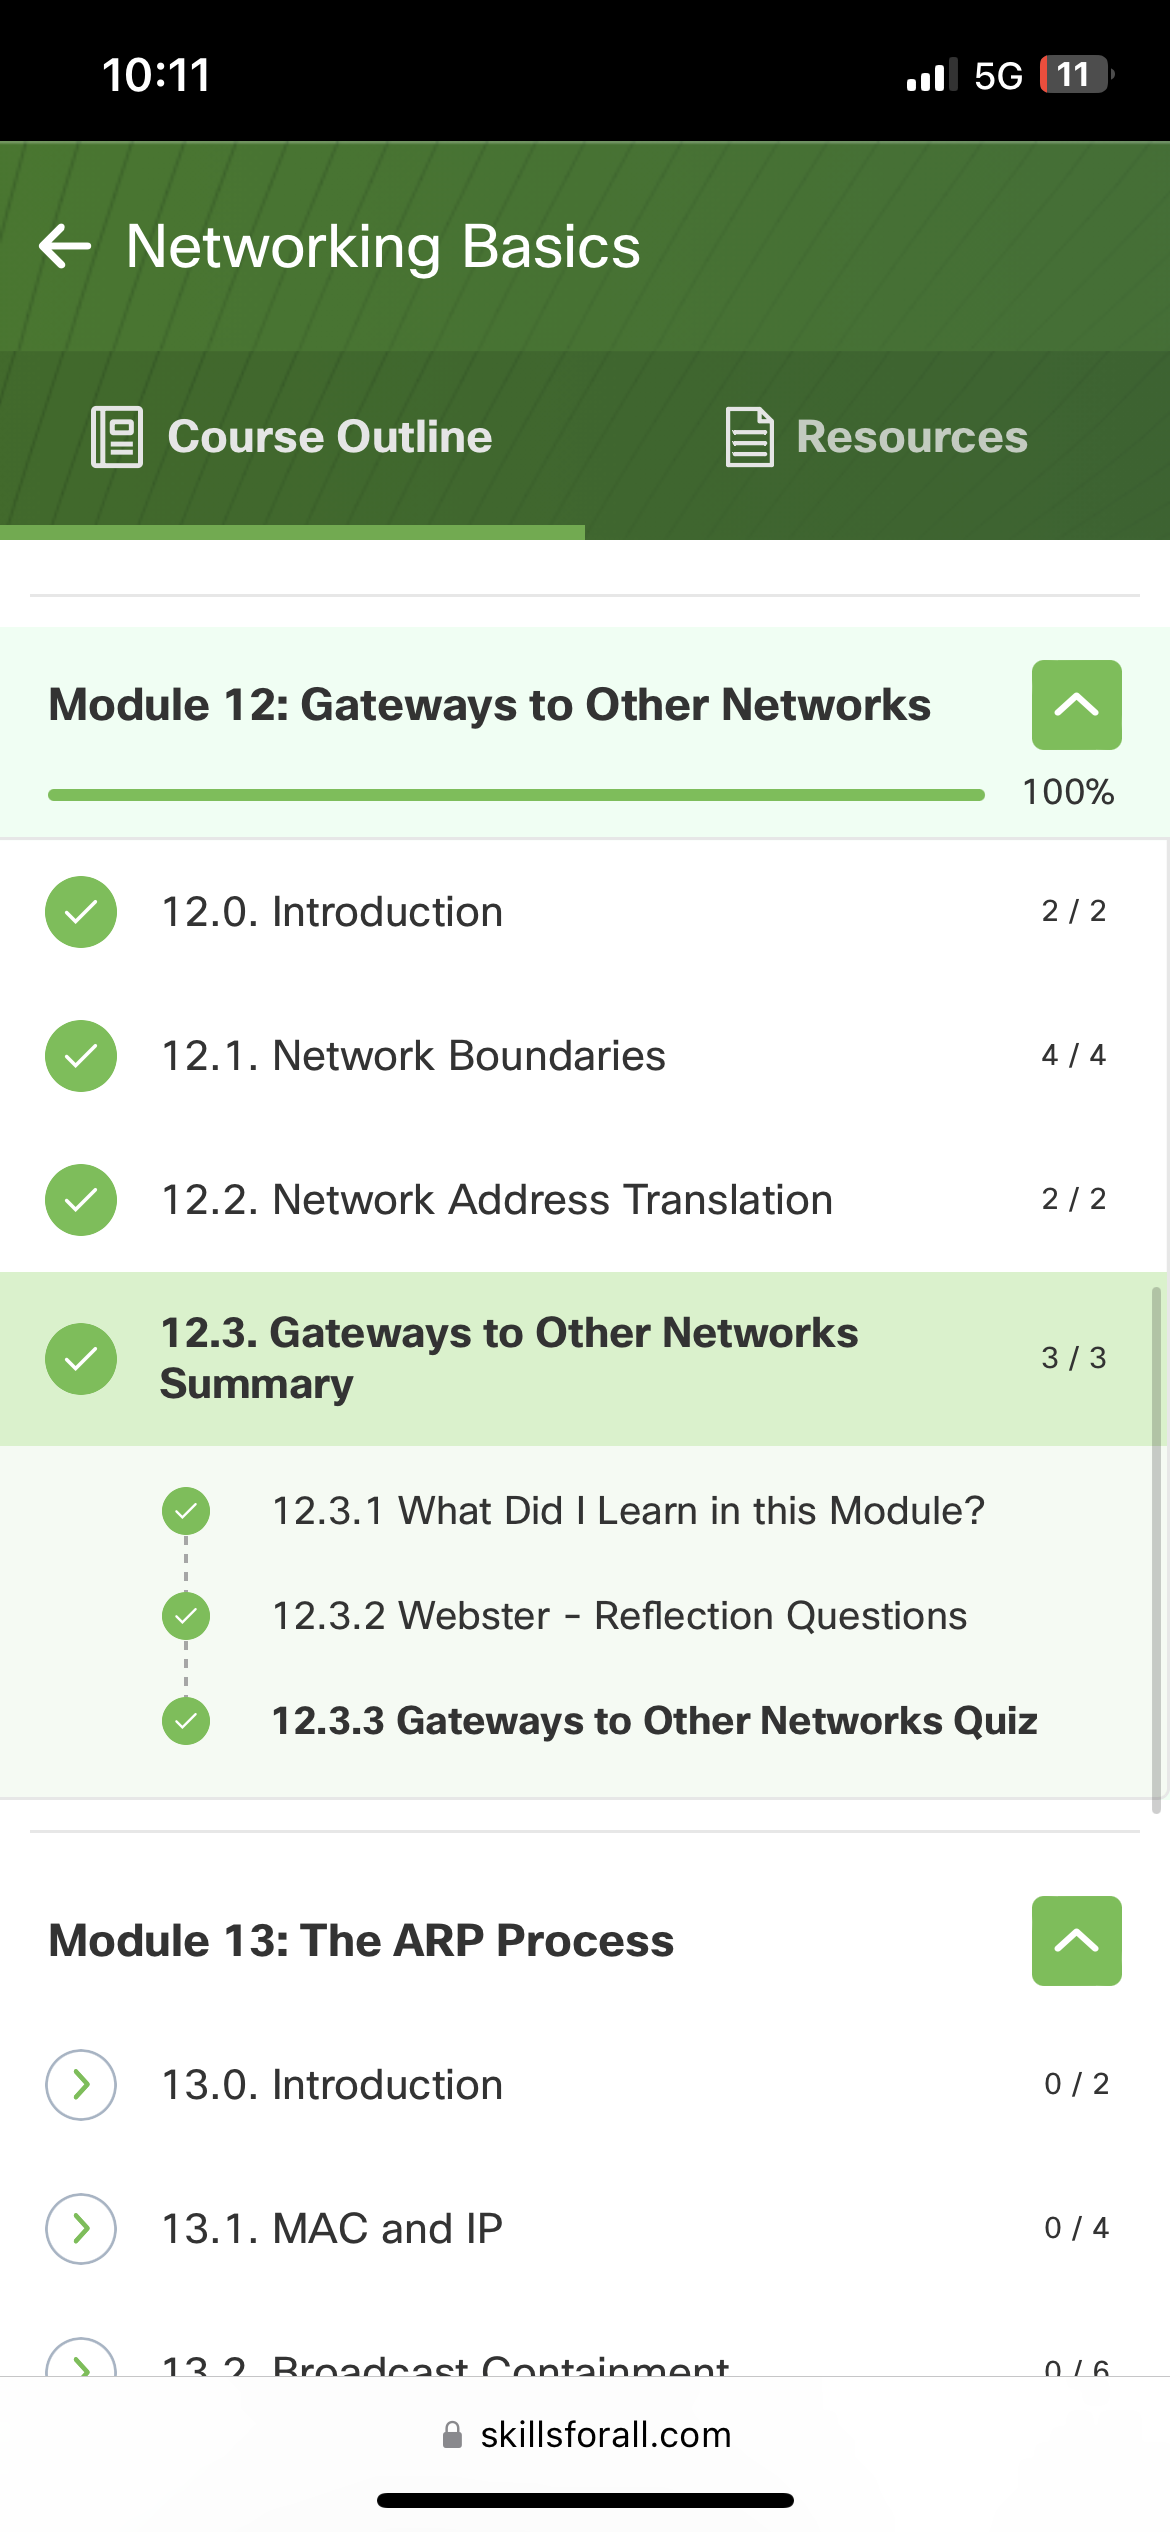 10:11
5G 11
Networking Basics
Course Outline
Resources
Module 12: Gateways to Other Networks
100%
12.0. Introduction
2 / 2
12.1. Network Boundaries
4 / 4
12.2. Network Address Translation
2 / 2
12.3. Gateways to Other Networks
Summary
3 / 3
12.3.1 What Did I Learn in this Module?
12.3.2 Webster - Reflection Questions
12.3.3 Gateways to Other Networks Quiz
Module 13: The ARP Process
13.0. Introduction
0 / 2
13.1. MAC and IP
0 / 4
13.2. Broadcast Containment
0 / 6
skillsforall.com